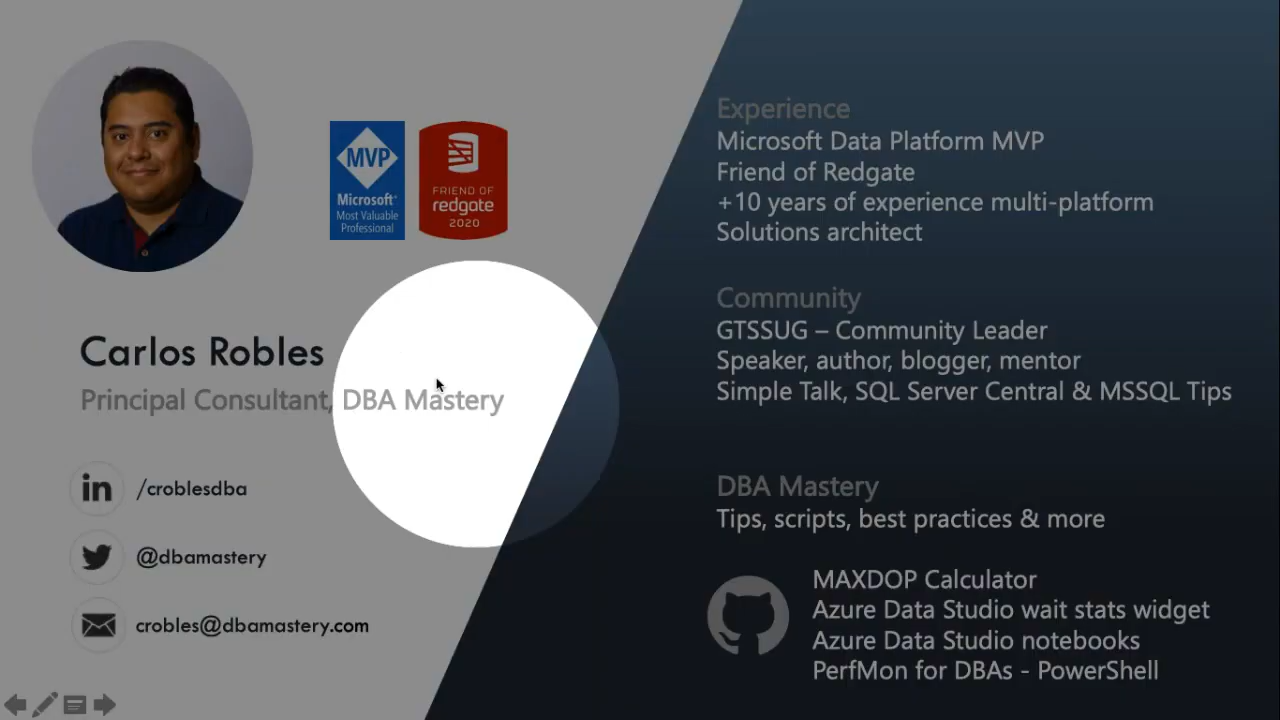 MVP
Microsoft®
Most Valuable
Professional
FRIEND OF
redgate
2020
Carlos Robles
Principal Consultant, DBA Mastery
in
/croblesdba
@dbamastery
crobles@dbamastery.com
Experience
Microsoft Data Platform MVP
Friend of Redgate
+10 years of experience multi-platform
Solutions architect
Community
GTSSUG – Community Leader
Speaker, author, blogger, mentor
Simple Talk, SQL Server Central & MSSQL Tips
DBA Mastery
Tips, scripts, best practices & more
MAXDOP Calculator
Azure Data Studio wait stats widget
Azure Data Studio notebooks
PerfMon for DBAs - PowerShell